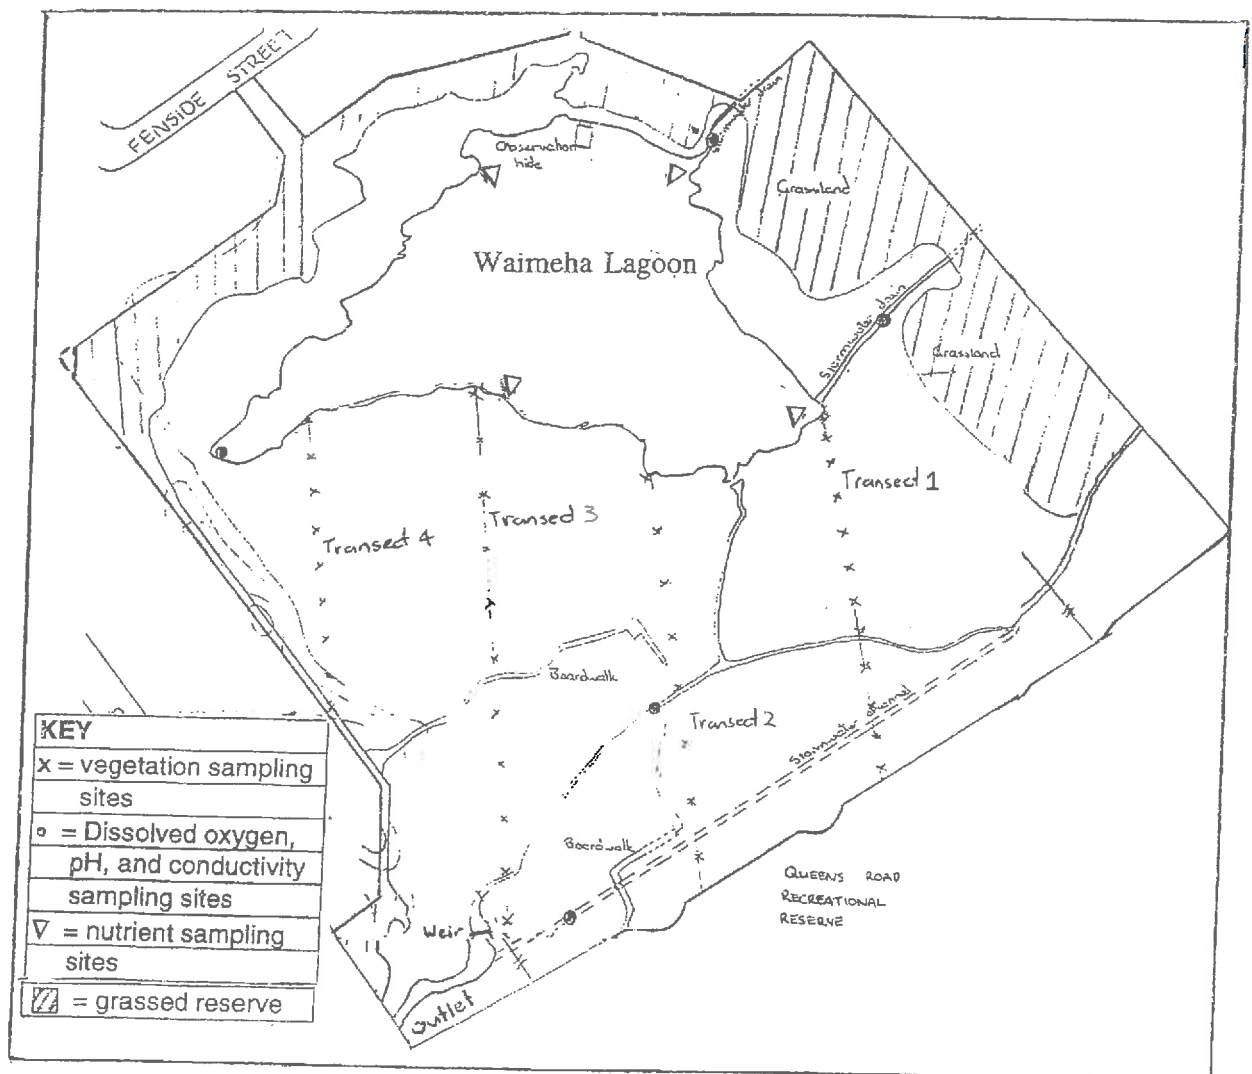 FENSIDE STREET
Stormwater drain
Observation
hide
Grassland
Waimeha Lagoon
Stormwater drain
Grassland
Transect 1
Transect 3
Transect 4
Boardwalk
Transect 2
Stormwater channel
Boardwalk
QUEENS ROAD
RECREATIONAL
RESERVE
Weir
Outlet
KEY
x = vegetation sampling
sites
o = Dissolved oxygen,
pH, and conductivity
sampling sites
▽ = nutrient sampling
sites
= grassed reserve